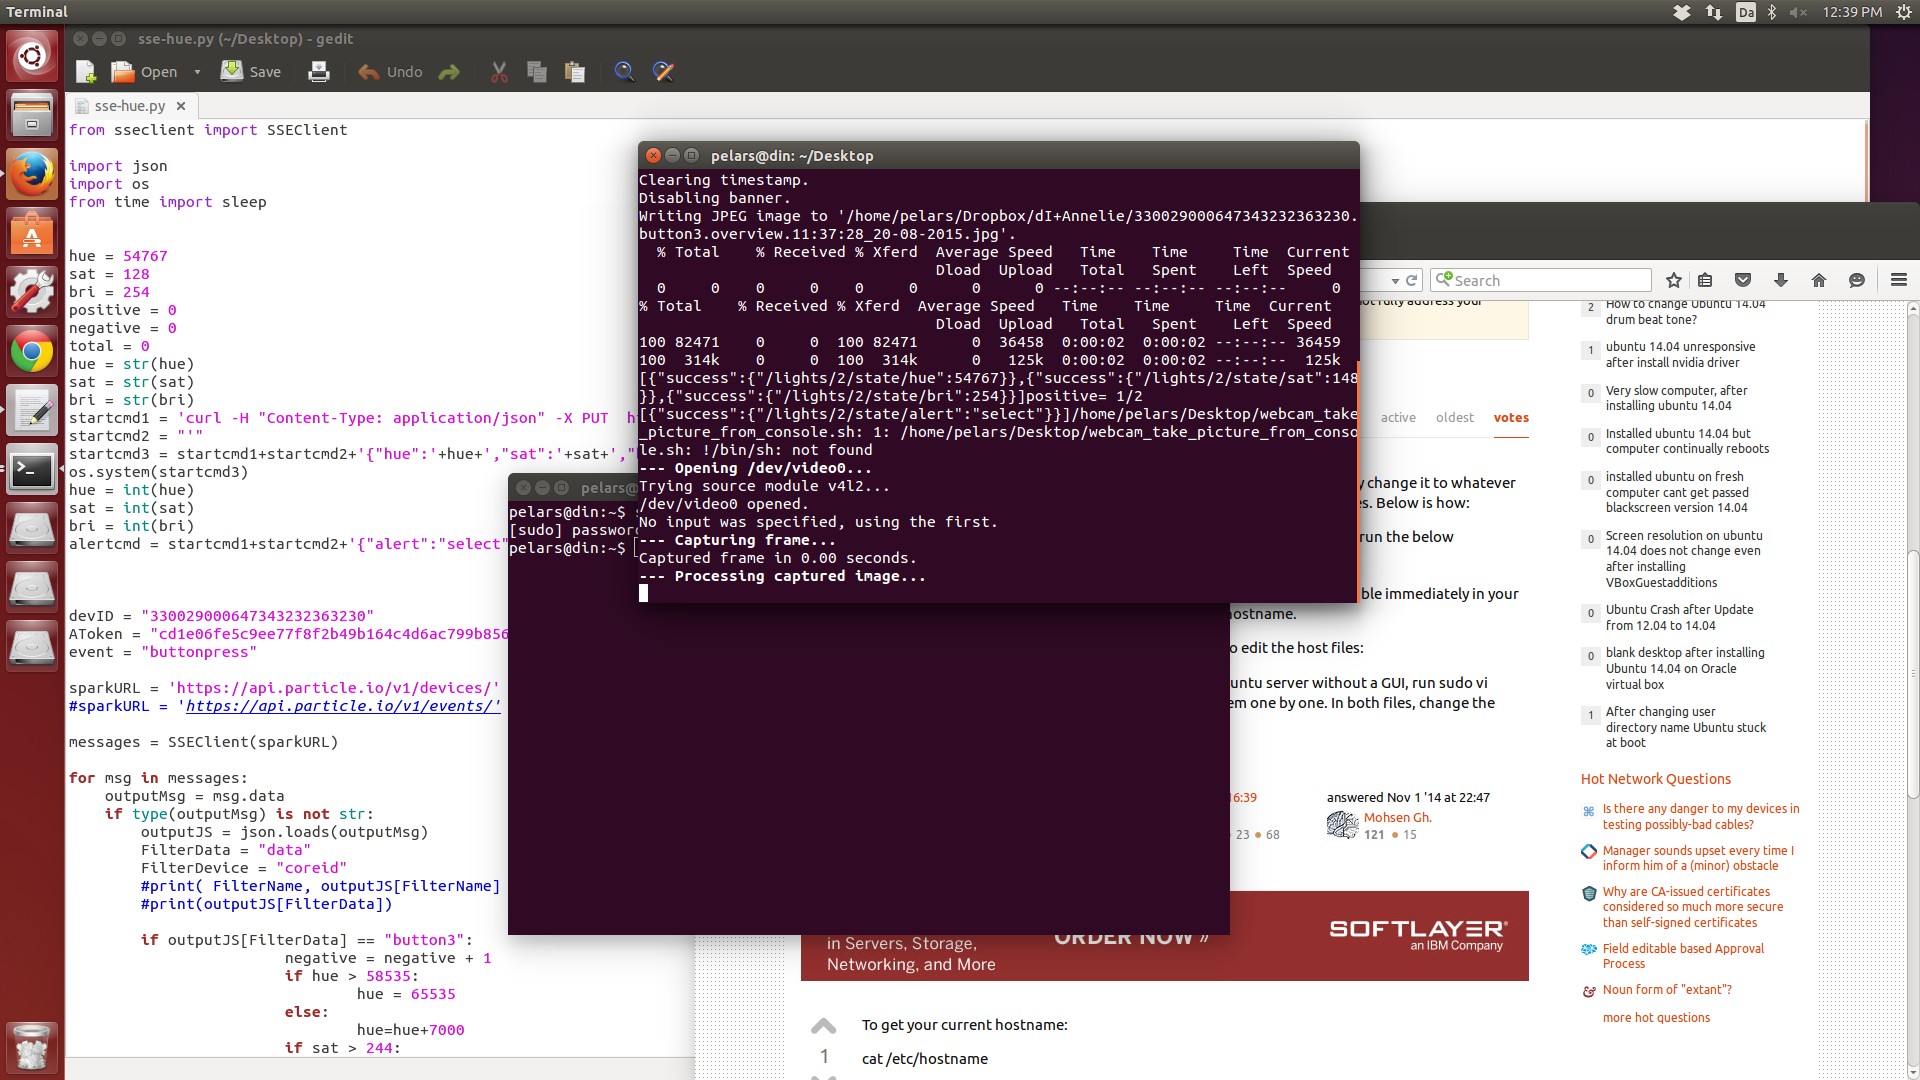 Terminal
Da
12:39 PM
sse-hue.py (~/Desktop) - gedit
Open
Save
Undo
sse-hue.py
from sseclient import SSEClient
import json
import os
from time import sleep
hue = 54767
sat = 128
bri = 254
positive = 0
negative = 0
total = 0
hue = str(hue)
sat = str(sat)
bri = str(bri)
startcmd1 = 'curl -H "Content-Type: application/json" -X PUT
startcmd2 = "'"
startcmd3 = startcmd1+startcmd2+'{"hue":'+hue+',"sat":'+sat+',"
os.system(startcmd3)
hue = int(hue)
sat = int(sat)
bri = int(bri)
alertcmd = startcmd1+startcmd2+'{"alert":"select"
devID = "330029000647343232363230"
AToken = "cd1e06fe5c9ee77f8f2b49b164c4d6ac799b856
event = "buttonpress"
sparkURL = 'https://api.particle.io/v1/devices/'
#sparkURL = 'https://api.particle.io/v1/events/'
messages = SSEClient(sparkURL)
for msg in messages:
outputMsg = msg.data
if type(outputMsg) is not str:
outputJS = json.loads(outputMsg)
FilterData = "data"
FilterDevice = "coreid"
#print( FilterName, outputJS[FilterName]
#print(outputJS[FilterData])
if outputJS[FilterData] == "button3":
negative = negative + 1
if hue > 58535:
hue = 65535
else:
hue=hue+7000
if sat > 244:
pelars@din: ~/Desktop
Clearing timestamp.
Disabling banner.
Writing JPEG image to '/home/pelars/Dropbox/dI+Annelie/330029000647343232363230.
button3.overview.11:37:28_20-08-2015.jpg'.
% Total % Received % Xferd Average Speed Time Time Time Current
Dload Upload Total Spent Left Speed
0 0 0 0 0 0 0 0 --:--:-- --:--:-- --:--:-- 0
% Total % Received % Xferd Average Speed Time Time Time Current
Dload Upload Total Spent Left Speed
100 82471 0 0 100 82471 0 36458 0:00:02 0:00:02 --:--:-- 36459
100 314k 0 0 100 314k 0 125k 0:00:02 0:00:02 --:--:-- 125k
[{"success":{"/lights/2/state/hue":54767}},{"success":{"/lights/2/state/sat":148
}},{"success":{"/lights/2/state/bri":254}}]positive= 1/2
[{"success":{"/lights/2/state/alert":"select"}}]/home/pelars/Desktop/webcam_take
_picture_from_console.sh: 1: /home/pelars/Desktop/webcam_take_picture_from_conso
le.sh: !/bin/sh: not found
--- Opening /dev/video0...
Trying source module v4l2...
/dev/video0 opened.
No input was specified, using the first.
--- Capturing frame...
Captured frame in 0.00 seconds.
--- Processing captured image...
pelars@
pelars@din:~$
[sudo] passwor
pelars@din:~$
Search
not fully address your
active
oldest
votes
y change it to whatever
es. Below is how:
run the below
ble immediately in your
hostname.
o edit the host files:
untu server without a GUI, run sudo vi
em one by one. In both files, change the
16:39
23
68
answered Nov 1 '14 at 22:47
Mohsen Gh.
121
15
in Servers, Storage,
Networking, and More
ORDER NOW »
SOFTLAYER
an IBM Company
1
To get your current hostname:
cat /etc/hostname
2
How to change Ubuntu 14.04
drum beat tone?
1
ubuntu 14.04 unresponsive
after install nvidia driver
0
Very slow computer, after
installing ubuntu 14.04
0
Installed ubuntu 14.04 but
computer continually reboots
0
installed ubuntu on fresh
computer cant get passed
blackscreen version 14.04
0
Screen resolution on ubuntu
14.04 does not change even
after installing
VBoxGuestadditions
0
Ubuntu Crash after Update
from 12.04 to 14.04
0
blank desktop after installing
Ubuntu 14.04 on Oracle
virtual box
1
After changing user
directory name Ubuntu stuck
at boot
Hot Network Questions
Is there any danger to my devices in
testing possibly-bad cables?
Manager sounds upset every time I
inform him of a (minor) obstacle
Why are CA-issued certificates
considered so much more secure
than self-signed certificates
Field editable based Approval
Process
Noun form of "extant"?
more hot questions